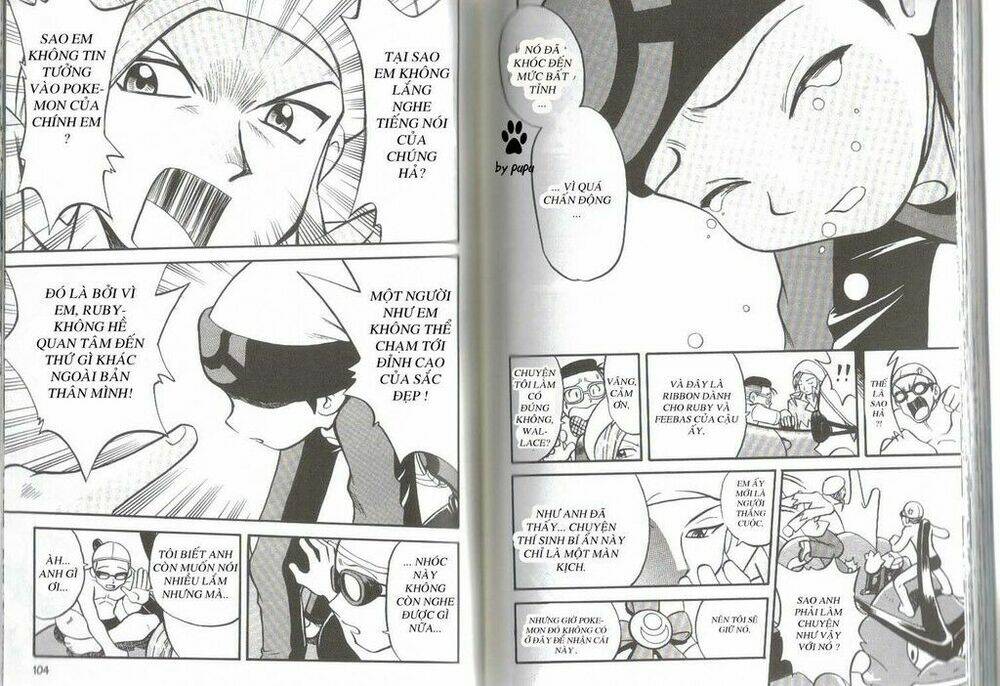 SAO EM
KHÔNG TIN
TƯỞNG
VÀO POKE-
MON CỦA
CHÍNH EM
?
TẠI SAO
EM KHÔNG
LẮNG
NGHE
TIẾNG NÓI
CỦA
CHÚNG
HẢ?
ĐÓ LÀ BỞI VÌ
EM, RUBY-
KHÔNG HỀ
QUAN TÂM ĐẾN
THỨ GÌ KHÁC
NGOÀI BẢN
THÂN MÌNH!
MỘT NGƯỜI
NHƯ EM
KHÔNG THỂ
CHẠM TỚI
ĐỈNH CAO
CỦA SẮC
ĐẸP !
ÀH...
ANH GÌ
ƠI...
TÔI BIẾT ANH
CÒN MUỐN NÓI
NHIỀU LẮM
NHƯNG MÀ..
... NHÓC
NÀY
KHÔNG
CÒN NGHE
ĐƯỢC GÌ
NỮA...
104
NÓ ĐÃ
KHÓC ĐẾN
MỨC BẤT
TỈNH
...
by pupu
... VÌ QUÁ
CHẤN ĐỘNG
...
CHUYỆN
TÔI LÀM
CÓ
ĐÚNG
KHÔNG,
WAL-
LACE?
VÂNG,
CẢM
ƠN.
VÀ ĐÂY LÀ
RIBBON DÀNH
CHO RUBY VÀ
FEEBAS CỦA CẬU
ẤY.
!!
THẾ
LÀ
SAO
HẢ
?!
NHƯ ANH ĐÃ
THẤY... CHUYỆN
THÍ SINH BÍ ẨN NÀY
CHỈ LÀ MỘT MÀN
KỊCH.
EM ẤY
MỚI LÀ
NGƯỜI
THẮNG
CUỘC.
SAO ANH
PHẢI LÀM
CHUYỆN
NHƯ VẬY
VỚI NÓ ?
NHƯNG GIỜ POKE-
MON ĐÓ KHÔNG CÓ
Ở ĐÂY ĐỂ NHẬN CÁI
NÀY .
NÊN TÔI SẼ
GIỮ NÓ.